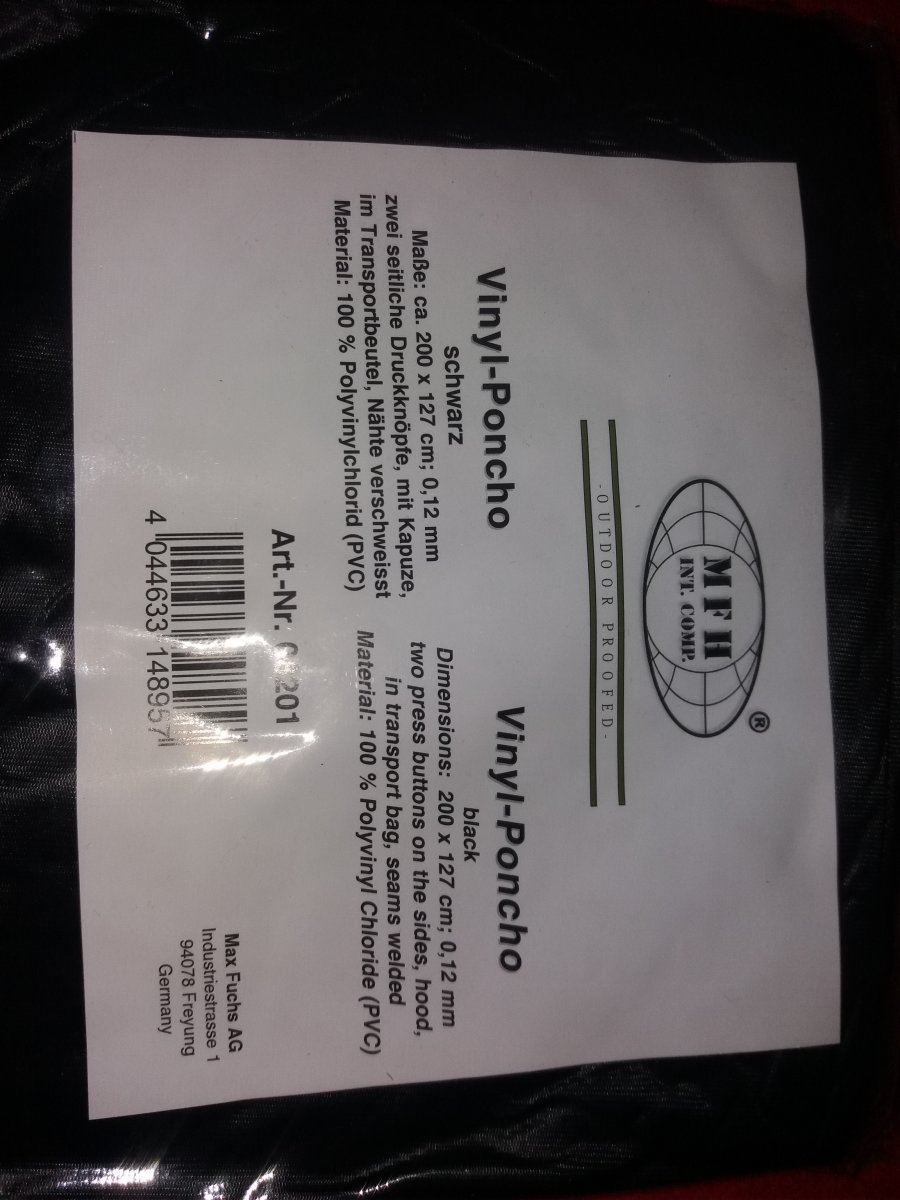 MFH
INT. COMP.
®
-OUTDOOR PROOFED-
Vinyl-Poncho
schwarz
Maße: ca. 200 x 127 cm; 0,12 mm
zwei seitliche Druckknöpfe, mit Kapuze,
im Transportbeutel, Nähte verschweisst
Material: 100 % Polyvinylchlorid (PVC)
Vinyl-Poncho
black
Dimensions: 200 x 127 cm; 0,12 mm
two press buttons on the sides, hood,
in transport bag, seams welded
Material: 100 % Polyvinyl Chloride (PVC)
Art.-Nr.
4 044633 148957
Max Fuchs AG
Industriestrasse 1
94078 Freyung
Germany